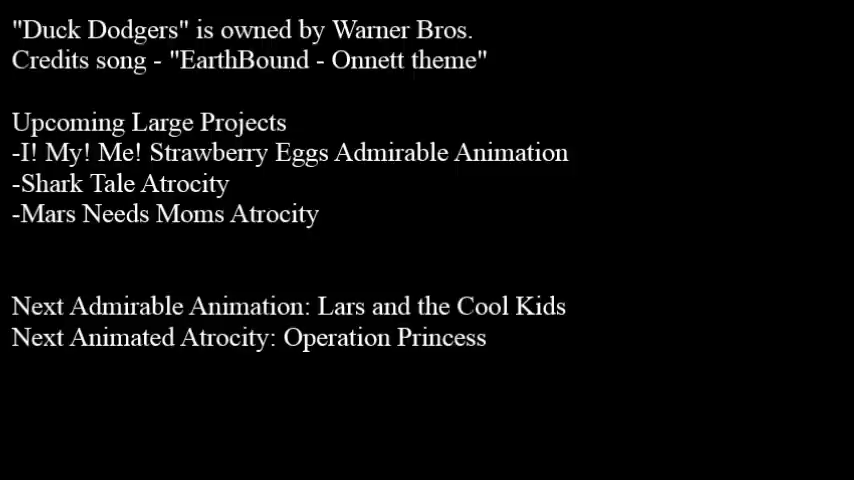 "Duck Dodgers" is owned by Warner Bros.
Credits song - "EarthBound - Onnett theme"
Upcoming Large Projects
-I! My! Me! Strawberry Eggs Admirable Animation
-Shark Tale Atrocity
-Mars Needs Moms Atrocity
Next Admirable Animation: Lars and the Cool Kids
Next Animated Atrocity: Operation Princess